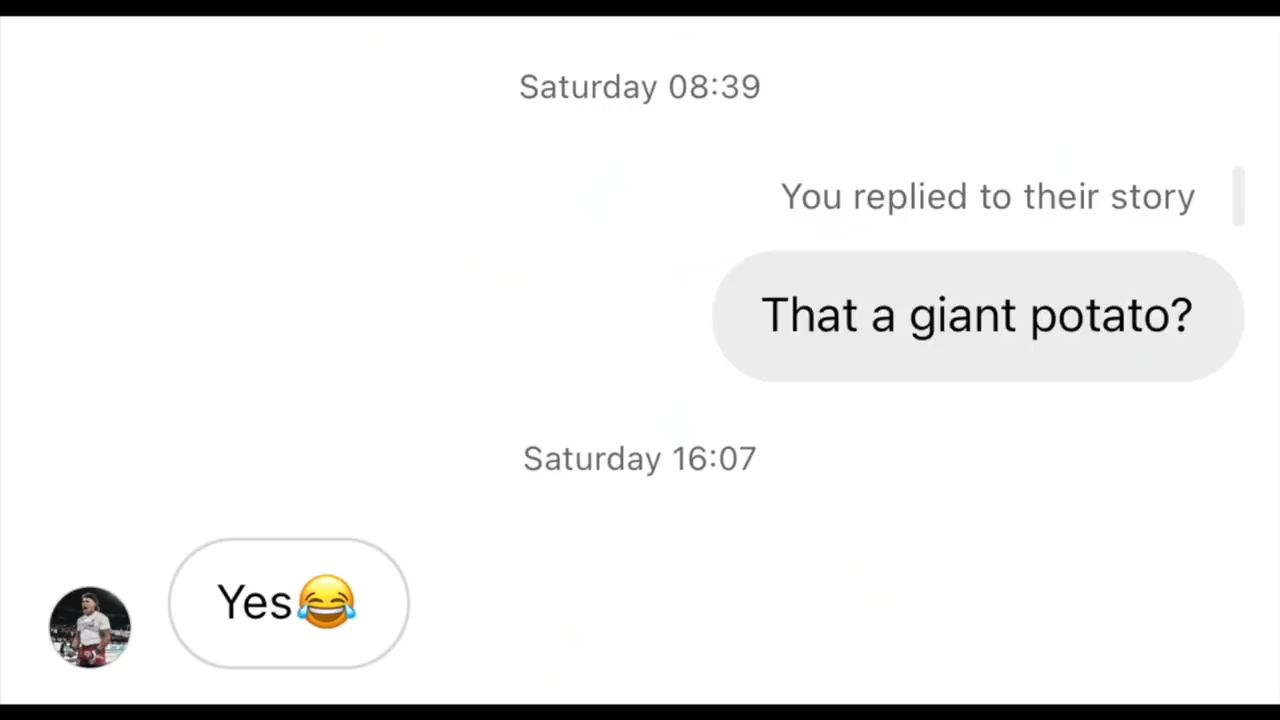 Saturday 08:39
You replied to their story
That a giant potato?
Saturday 16:07
Yes😂